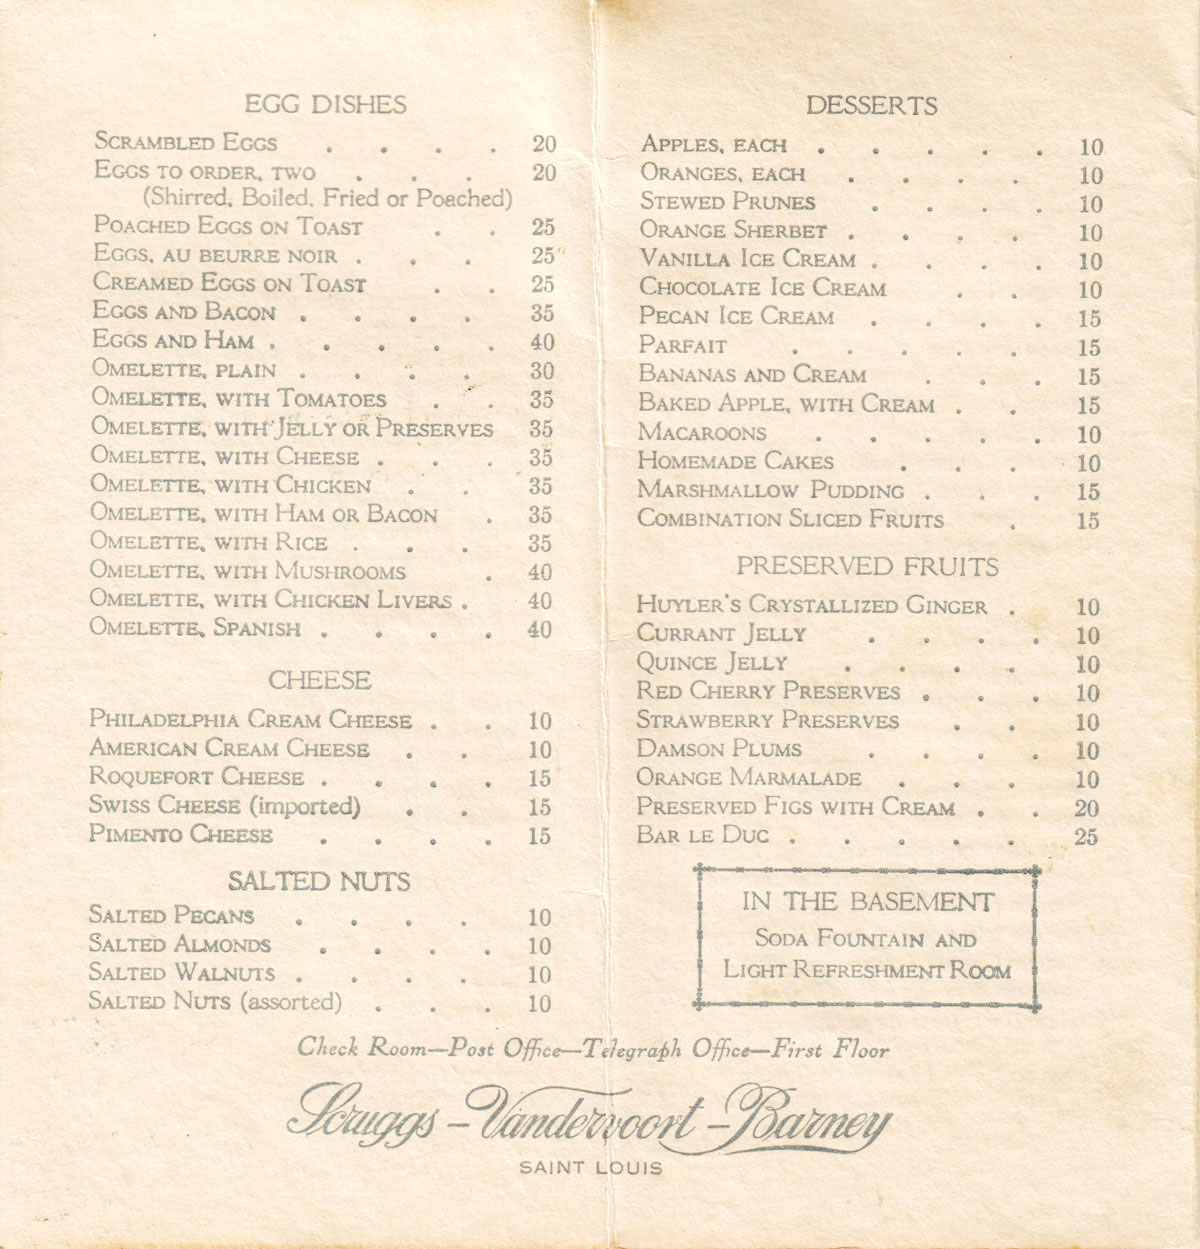 EGG DISHES
SCRAMBLED EGGS . . . . 20
EGGS TO ORDER, TWO . . . 20
(Shirred, Boiled, Fried or Poached)
POACHED EGGS ON TOAST . . 25
EGGS, AU BEURRE NOIR . . . 25
CREAMED EGGS ON TOAST . . 25
EGGS AND BACON . . . . 35
EGGS AND HAM . . . . . 40
OMELETTE, PLAIN . . . . 30
OMELETTE, WITH TOMATOES . . 35
OMELETTE, WITH JELLY OR PRESERVES 35
OMELETTE, WITH CHEESE . . . 35
OMELETTE, WITH CHICKEN . . 35
OMELETTE, WITH HAM OR BACON . 35
OMELETTE, WITH RICE . . . 35
OMELETTE, WITH MUSHROOMS . 40
OMELETTE, WITH CHICKEN LIVERS . 40
OMELETTE, SPANISH . . . . 40
CHEESE
PHILADELPHIA CREAM CHEESE . . 10
AMERICAN CREAM CHEESE . . 10
ROQUEFORT CHEESE . . . . 15
SWISS CHEESE (imported) . . 15
PIMENTO CHEESE . . . . 15
SALTED NUTS
SALTED PECANS . . . . 10
SALTED ALMONDS . . . . 10
SALTED WALNUTS . . . . 10
SALTED NUTS (assorted) . . . 10
DESSERTS
APPLES, EACH . . . . . 10
ORANGES, EACH . . . . 10
STEWED PRUNES . . . . 10
ORANGE SHERBET . . . . 10
VANILLA ICE CREAM . . . . 10
CHOCOLATE ICE CREAM . . 10
PECAN ICE CREAM . . . . 15
PARFAIT . . . . . 15
BANANAS AND CREAM . . . 15
BAKED APPLE, WITH CREAM . . 15
MACAROONS . . . . . 10
HOMEMADE CAKES . . . 10
MARSHMALLOW PUDDING . . . 15
COMBINATION SLICED FRUITS . 15
PRESERVED FRUITS
HUYLER'S CRYSTALLIZED GINGER . 10
CURRANT JELLY . . . . 10
QUINCE JELLY . . . . 10
RED CHERRY PRESERVES . . . 10
STRAWBERRY PRESERVES . . 10
DAMSON PLUMS . . . . 10
ORANGE MARMALADE . . . 10
PRESERVED FIGS WITH CREAM . . 20
BAR LE DUC . . . . . 25
IN THE BASEMENT
SODA FOUNTAIN AND
LIGHT REFRESHMENT ROOM
Check Room—Post Office—Telegraph Office—First Floor
Scruggs-Vandervoort-Barney
SAINT LOUIS